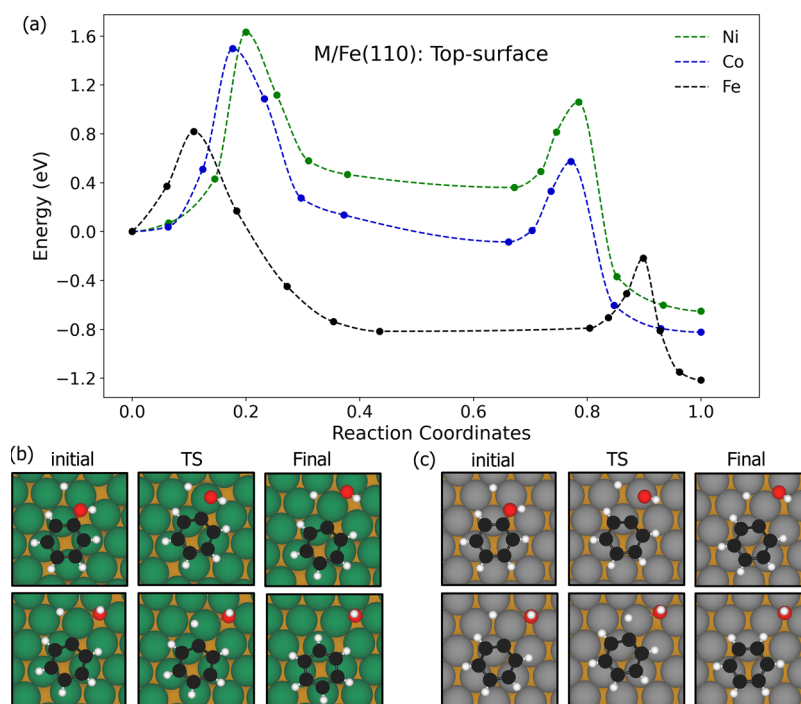 (a)
M/Fe(110): Top-surface
Ni
Co
Fe
Energy (eV)
1.6
1.2
0.8
0.4
0.0
−0.4
−0.8
−1.2
0.0 0.2 0.4 0.6 0.8 1.0
Reaction Coordinates
(b) initial TS Final
(c) initial TS Final